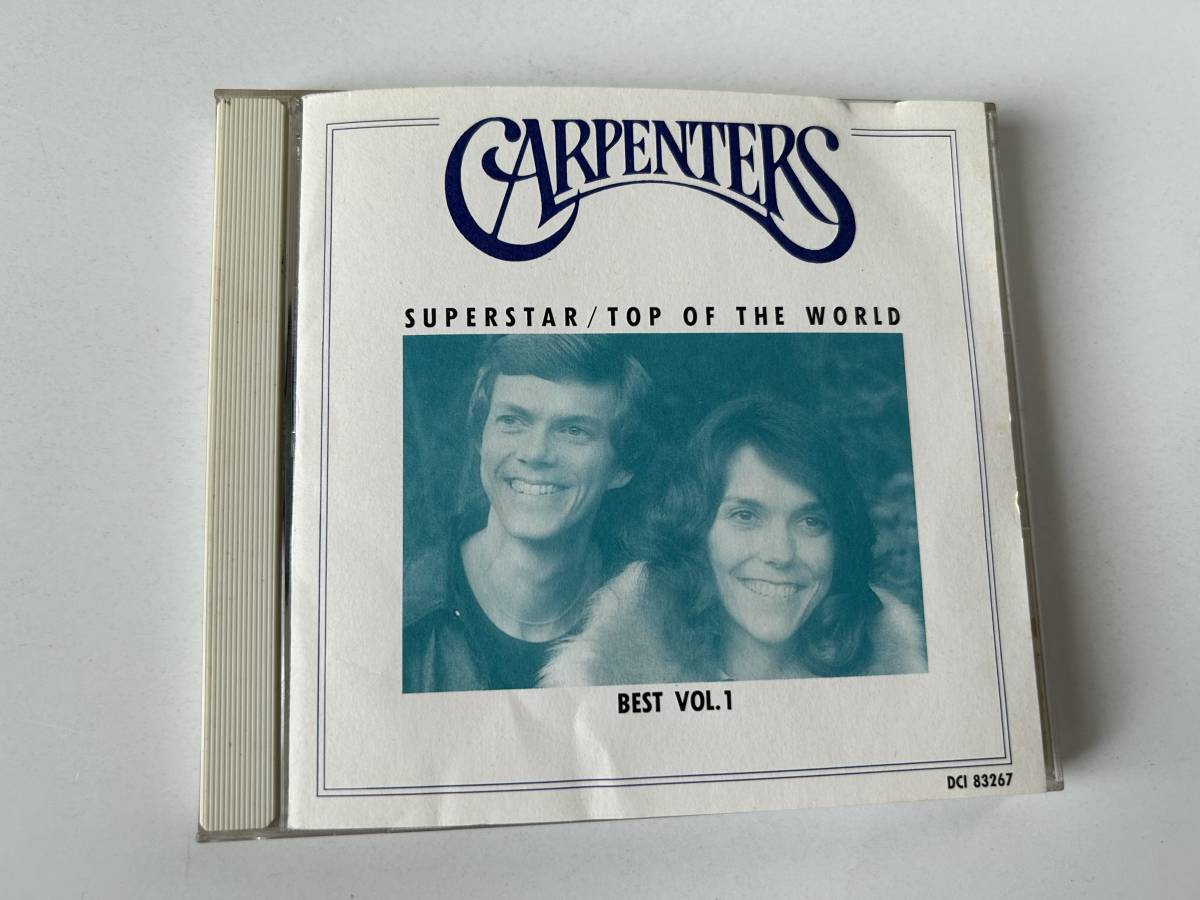 CARPENTERS
SUPERSTAR/TOP OF THE WORLD
BEST VOL.1
DCI 83267